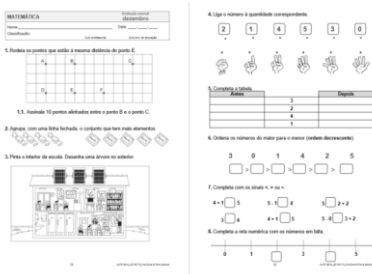 MATEMÁTICA
Avaliação mensal
dezembro
Nome
Data
Classificação
1. Rodeia os pontos que estão à mesma distância do ponto E.
A
B
C
D
E
1.1. Assinala 10 pontos alinhados entre o ponto B e o ponto C.
2. Agrupa, com uma linha fechada, o conjunto que tem mais elementos.
3. Pinta o interior da escola. Desenha uma árvore no exterior.
4. Liga o número à quantidade correspondente.
2 1 4 5 3 0
5. Completa a tabela.
Antes Depois
3
2
4
1
6. Ordena os números do maior para o menor (ordem decrescente).
3 0 1 4 2 5
> > > > >
7. Completa com os sinais <, > ou =.
4 + 1 5 5 - 1 4 5 2 + 2
3 4 4 + 1 5 5 - 0 3 + 2
8. Completa a reta numérica com os números em falta.
0 1 3 5